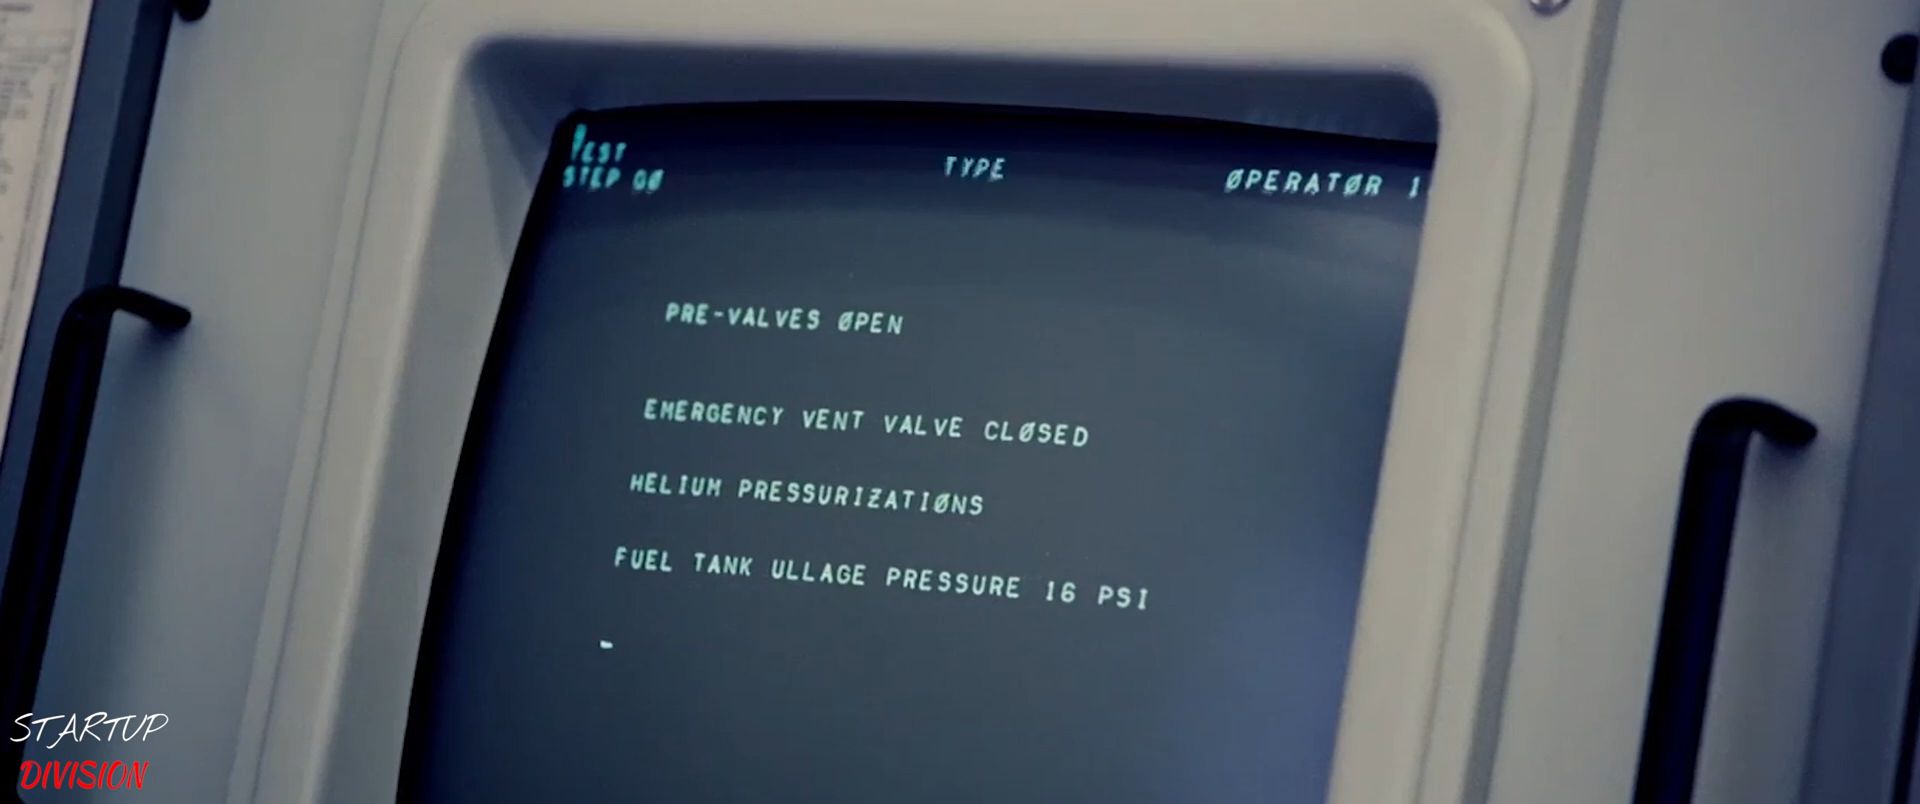 TEST
STEP 00
TYPE
ØPERATØR 1
PRE-VALVES ØPEN
EMERGENCY VENT VALVE CLØSED
HELIUM PRESSURIZATIØNS
FUEL TANK ULLAGE PRESSURE 16 PSI
-
STARTUP
DIVISION